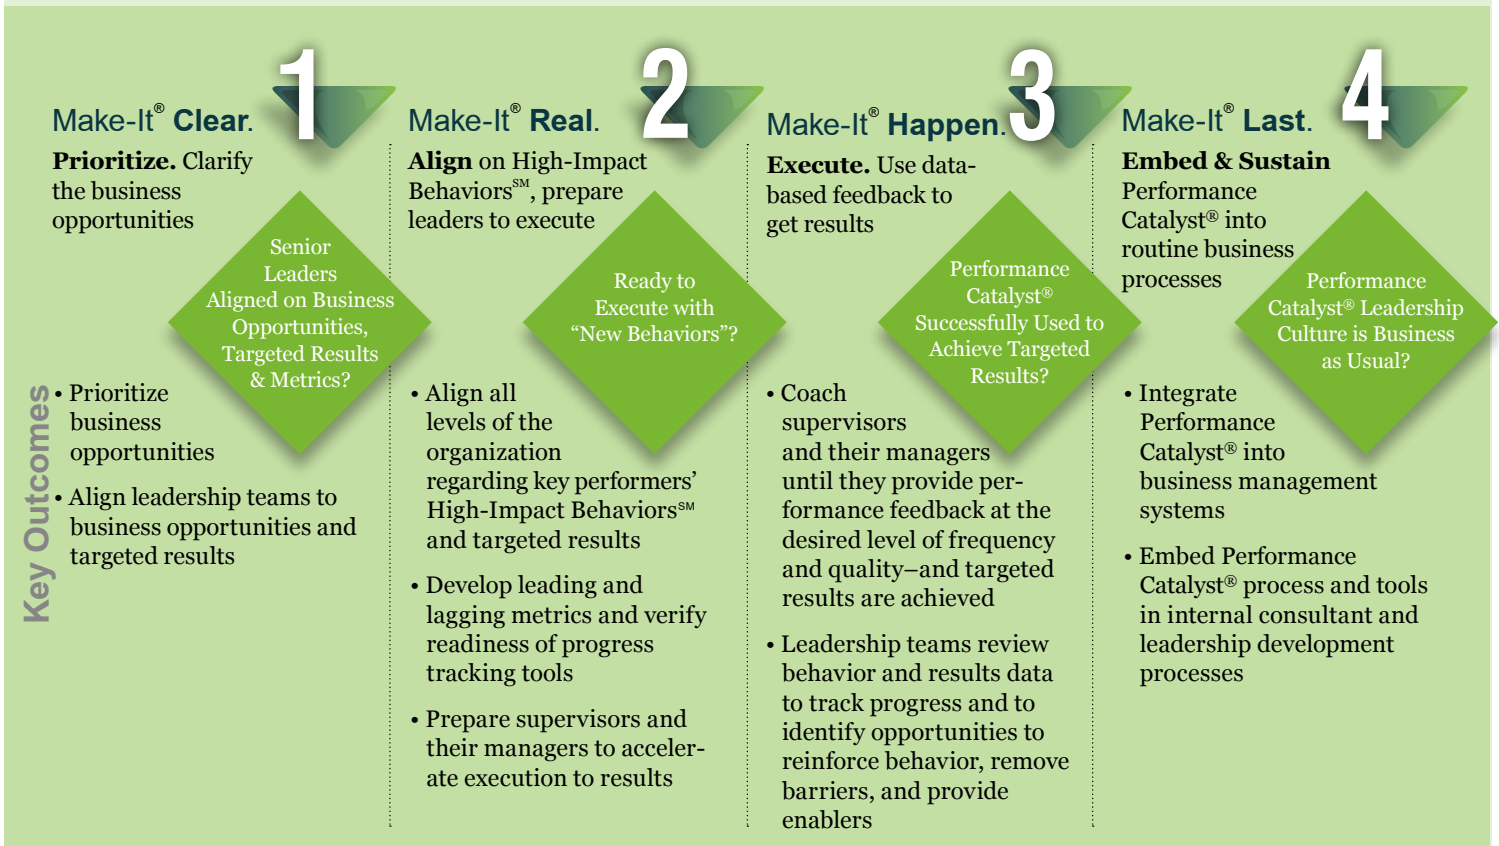 1
Make-It® Clear.
Prioritize. Clarify
the business
opportunities
Senior
Leaders
Aligned on Business
Opportunities,
Targeted Results
& Metrics?
Key Outcomes
• Prioritize
business
opportunities
• Align leadership teams to
business opportunities and
targeted results
2
Make-It® Real.
Align on High-Impact
Behaviors℠, prepare
leaders to execute
Ready to
Execute with
“New Behaviors”?
• Align all
levels of the
organization
regarding key performers’
High-Impact Behaviors℠
and targeted results
• Develop leading and
lagging metrics and verify
readiness of progress
tracking tools
• Prepare supervisors and
their managers to acceler-
ate execution to results
3
Make-It® Happen.
Execute. Use data-
based feedback to
get results
Performance
Catalyst®
Successfully Used to
Achieve Targeted
Results?
• Coach
supervisors
and their managers
until they provide per-
formance feedback at the
desired level of frequency
and quality–and targeted
results are achieved
• Leadership teams review
behavior and results data
to track progress and to
identify opportunities to
reinforce behavior, remove
barriers, and provide
enablers
4
Make-It® Last.
Embed & Sustain
Performance
Catalyst® into
routine business
processes
Performance
Catalyst® Leadership
Culture is Business
as Usual?
• Integrate
Performance
Catalyst® into
business management
systems
• Embed Performance
Catalyst® process and tools
in internal consultant and
leadership development
processes